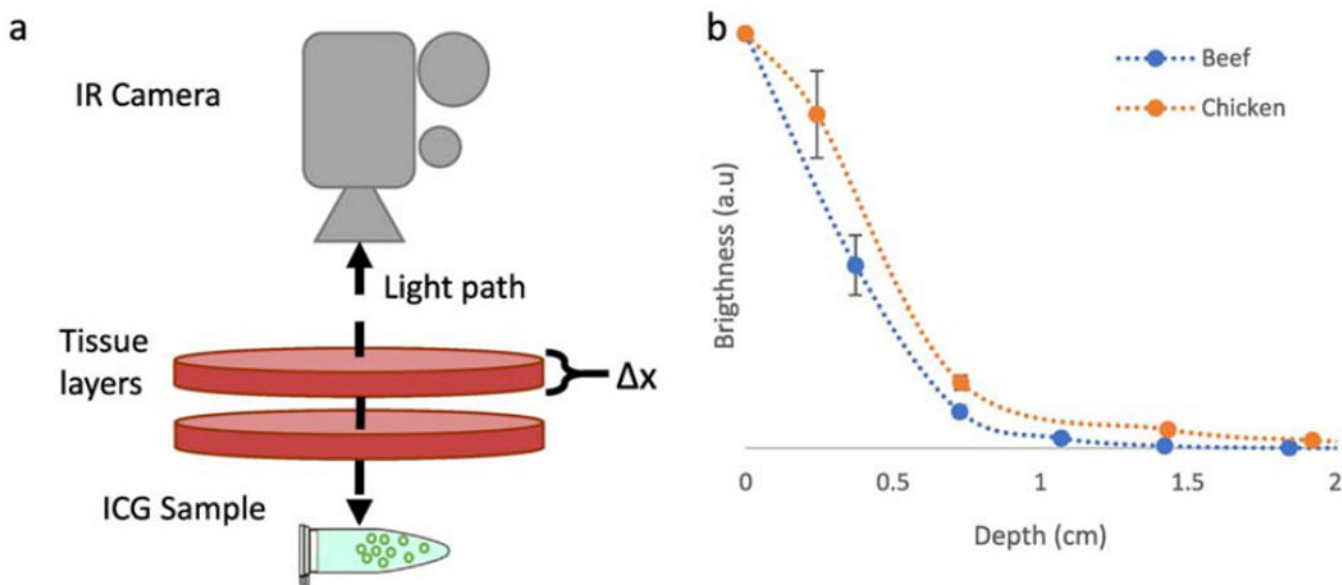 a
IR Camera
Light path
Tissue
layers
Δx
ICG Sample
b
Beef
Chicken
Brigthness (a.u)
0
0.5
1
1.5
2
Depth (cm)